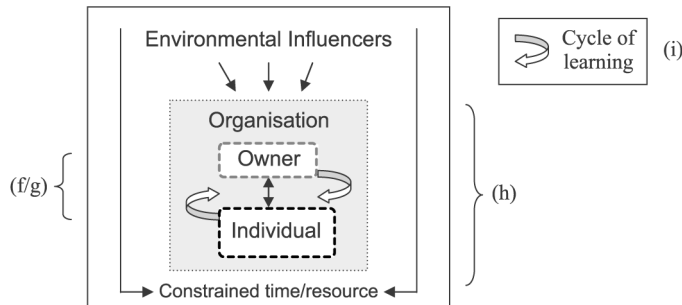 Environmental Influencers
Cycle of
learning
(i)
Organisation
Owner
(f/g)
(h)
Individual
Constrained time/resource